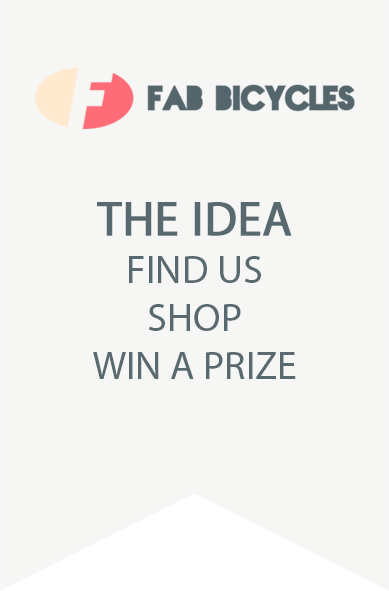 F FAB BICYCLES
THE IDEA
FIND US
SHOP
WIN A PRIZE